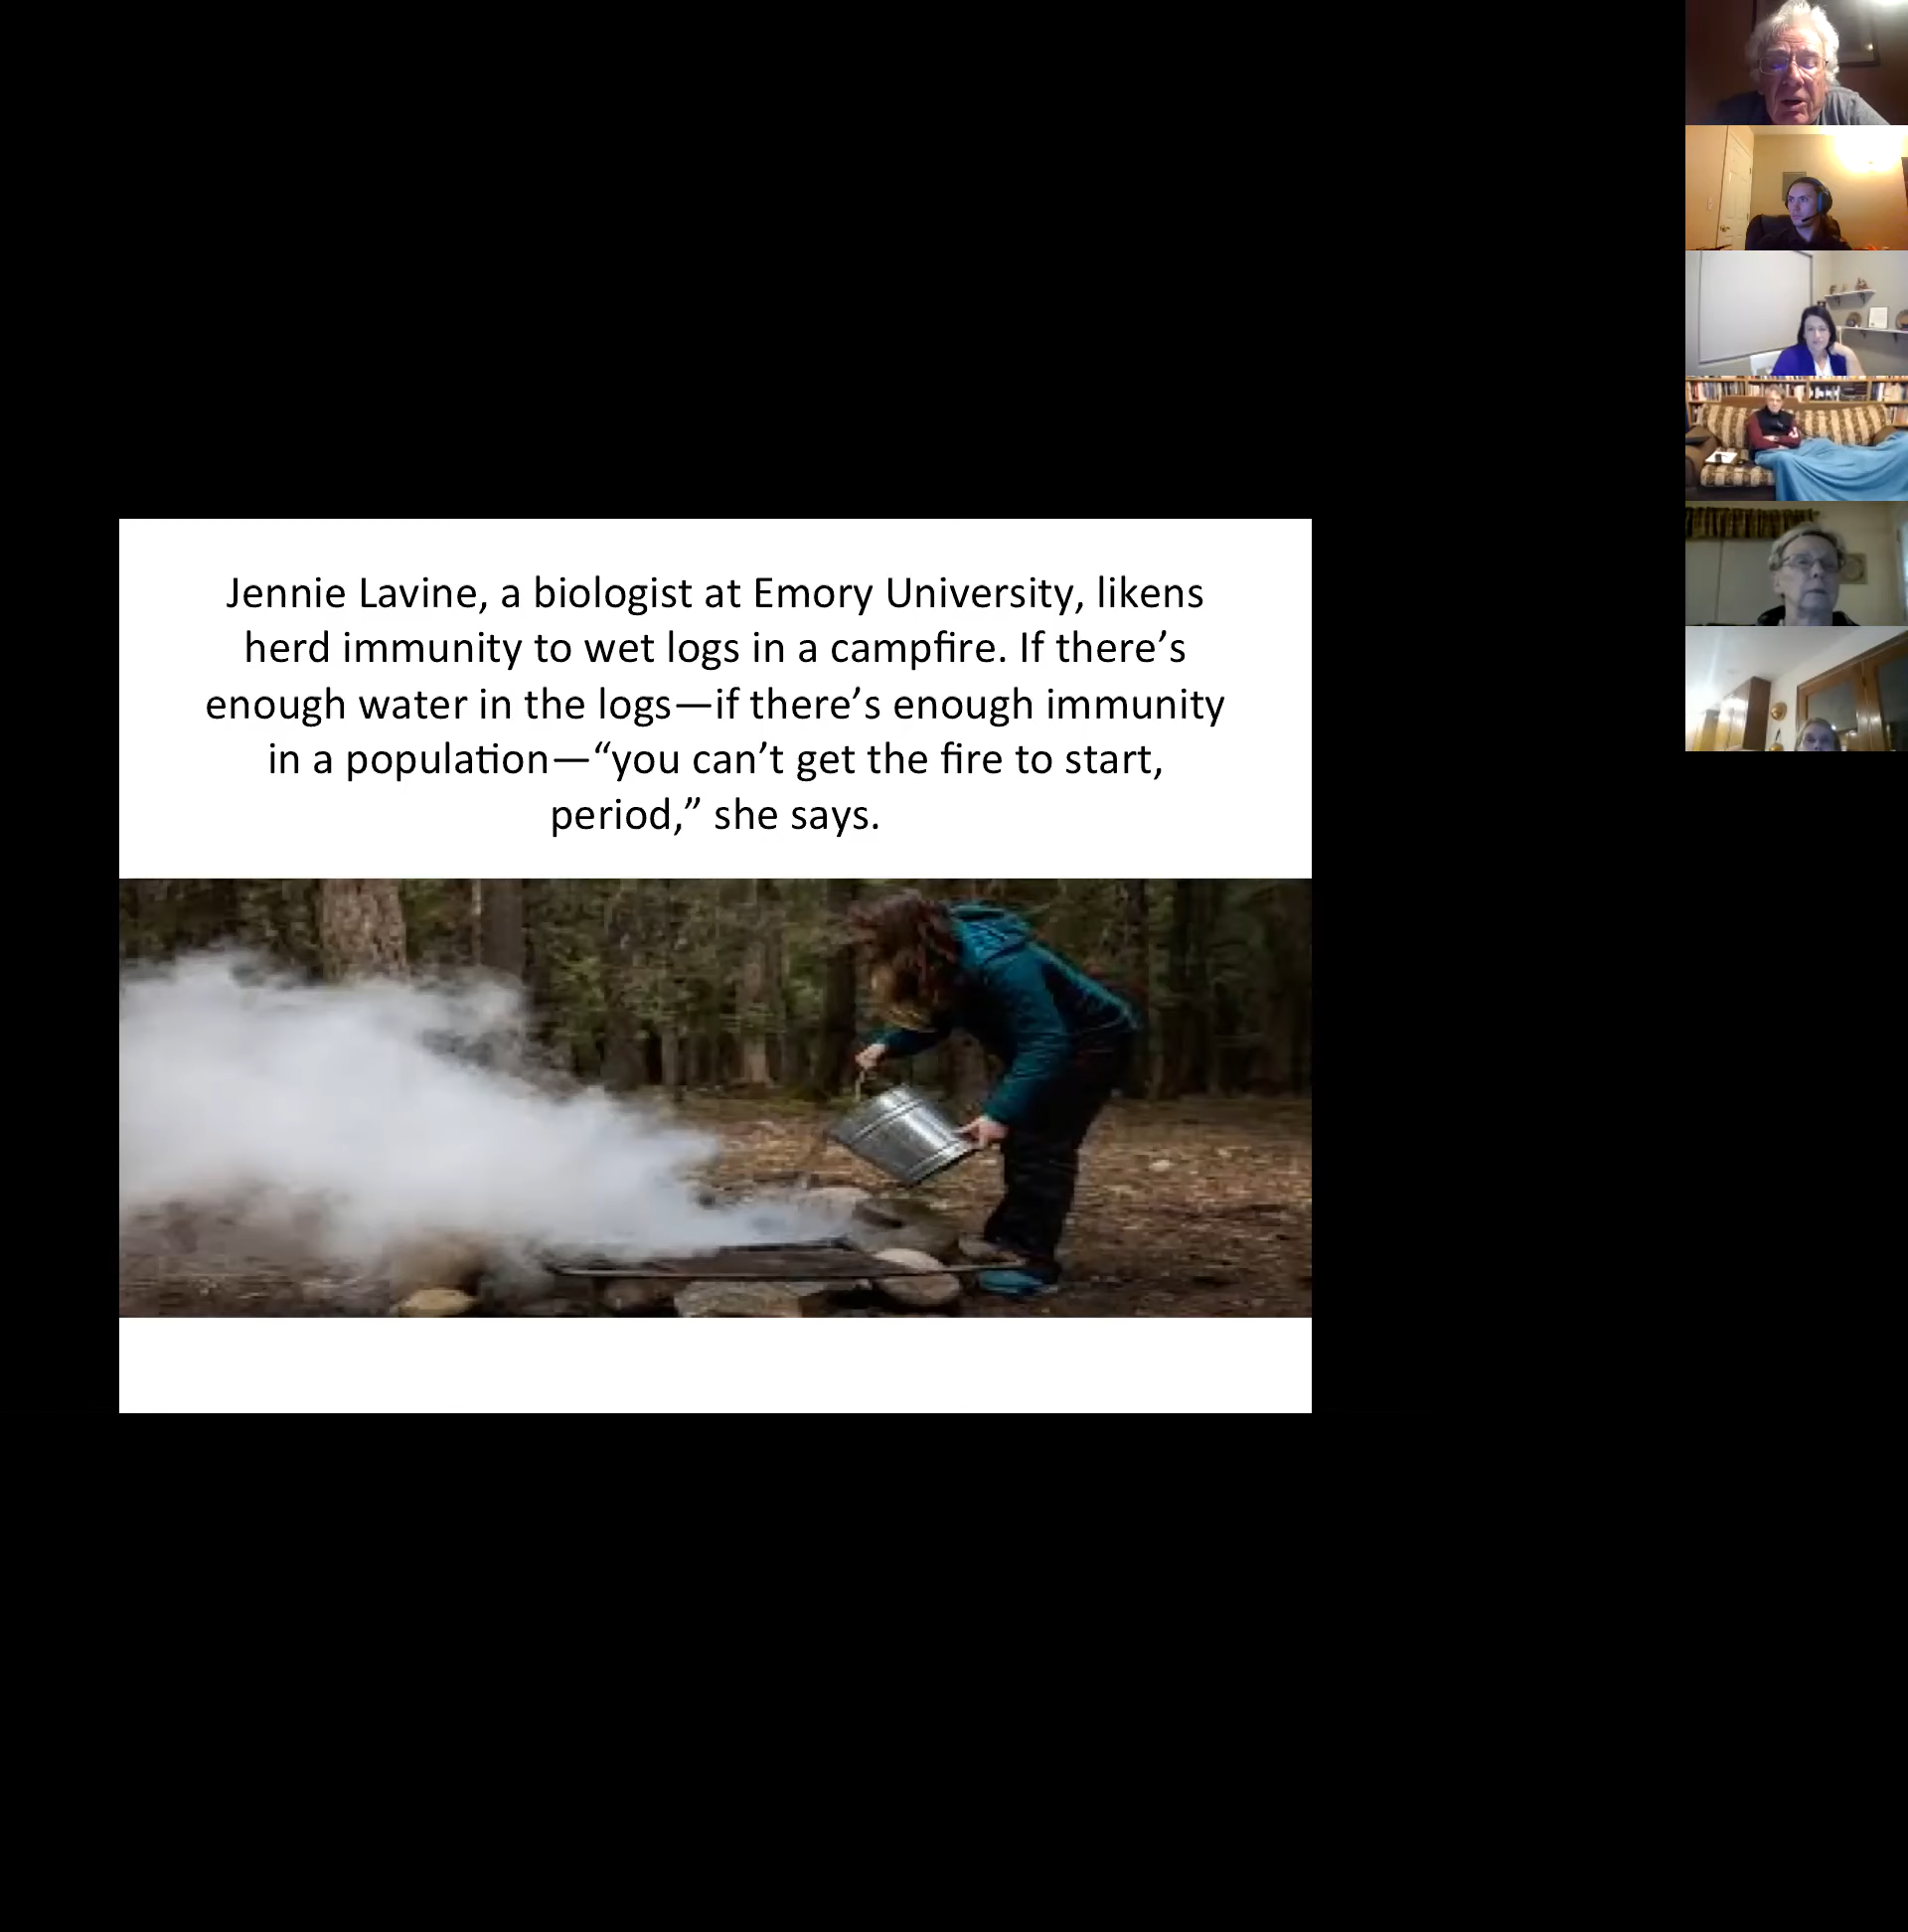 Jennie Lavine, a biologist at Emory University, likens
herd immunity to wet logs in a campfire. If there’s
enough water in the logs—if there’s enough immunity
in a population—“you can’t get the fire to start,
period,” she says.